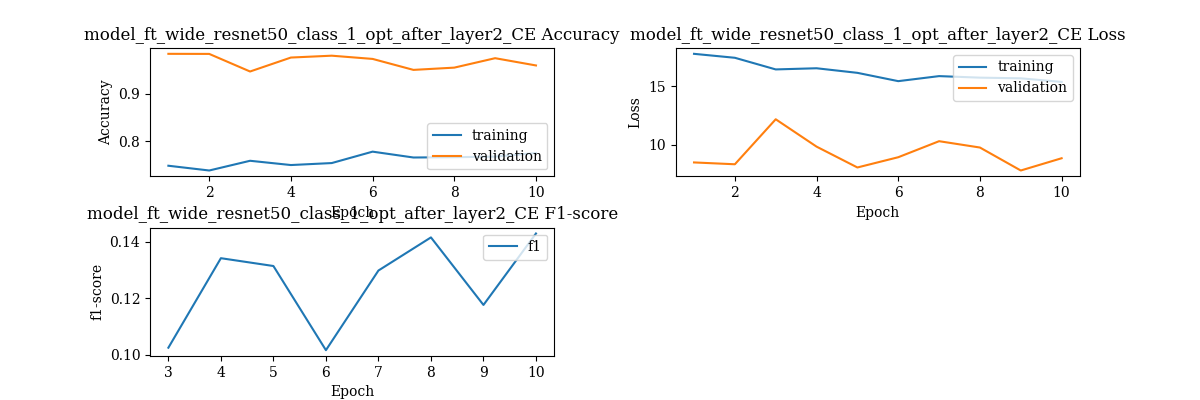 model_ft_wide_resnet50_class_1_opt_after_layer2_CE Accuracy
Accuracy
0.9
0.8
training
validation
2 4 6 8 10
Epoch
model_ft_wide_resnet50_class_1_opt_after_layer2_CE Loss
Loss
15
10
training
validation
2 4 6 8 10
Epoch
model_ft_wide_resnet50_class_1_opt_after_layer2_CE F1-score
f1-score
0.14
0.12
0.10
f1
3 4 5 6 7 8 9 10
Epoch